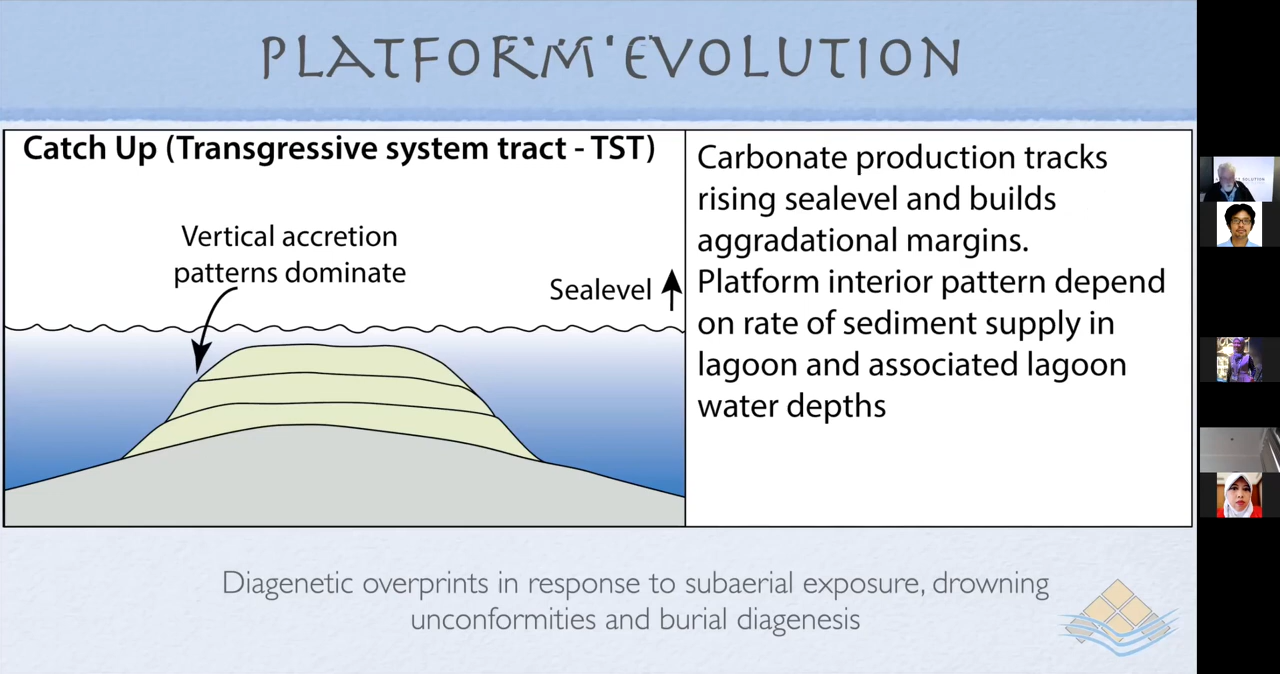 PLATFORM EVOLUTION
Catch Up (Transgressive system tract - TST)
Vertical accretion
patterns dominate
Sealevel
Carbonate production tracks
rising sealevel and builds
aggradational margins.
Platform interior pattern depend
on rate of sediment supply in
lagoon and associated lagoon
water depths
Diagenetic overprints in response to subaerial exposure, drowning
unconformities and burial diagenesis